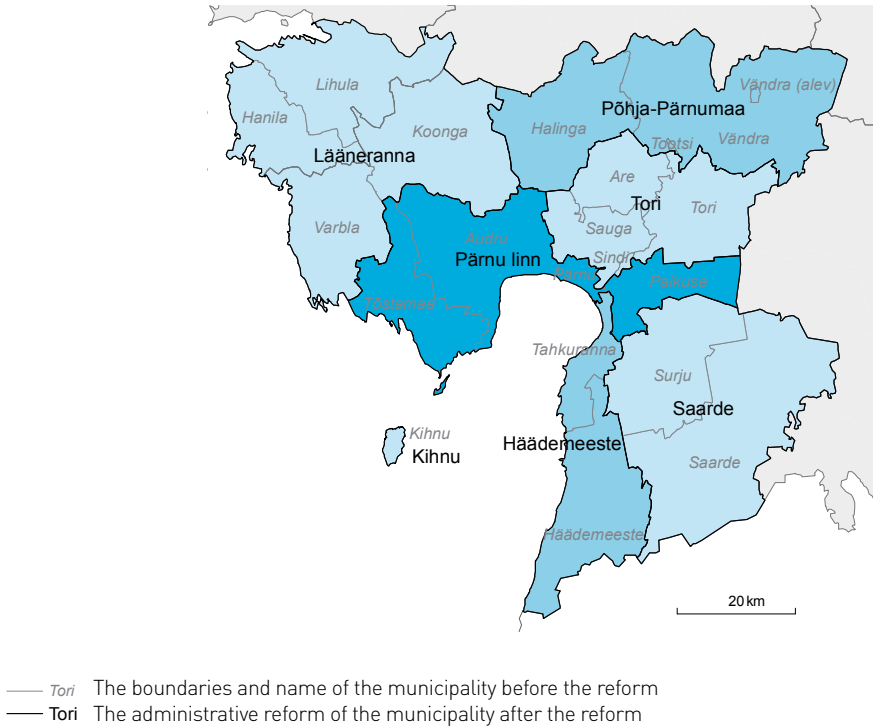 Lihula
Vändra (alev)
Hanila
Põhja-Pärnumaa
Koonga
Halinga
Tootsi
Vändra
Lääneranna
Are
Tori
Tori
Varbla
Sauga
Audru
Sindi
Pärnu linn
Pärnu
Paikuse
Tõstemaa
Tahkuranna
Surju
Saarde
Kihnu
Kihnu
Häädemeeste
Saarde
Häädemeeste
20 km
Tori The boundaries and name of the municipality before the reform
Tori The administrative reform of the municipality after the reform